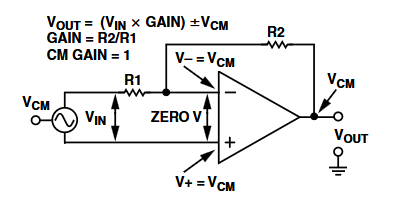 VOUT = (VIN × GAIN) ±VCM
GAIN = R2/R1
CM GAIN = 1
R2
V– = VCM
R1
VCM
VCM
VIN
ZERO V
–
+
VOUT
V+ = VCM